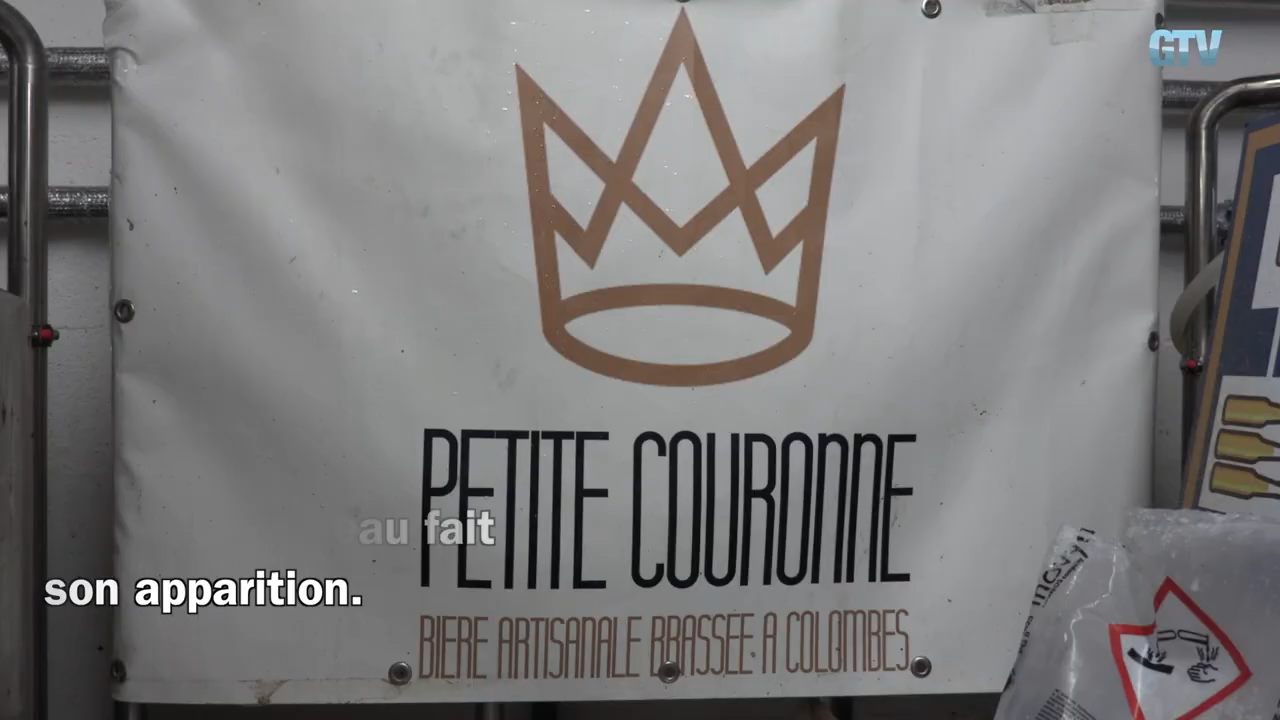 GTV
PETITE COURONNE
au fait
son apparition.
BIERE ARTISANALE BRASSEE A COLOMBES